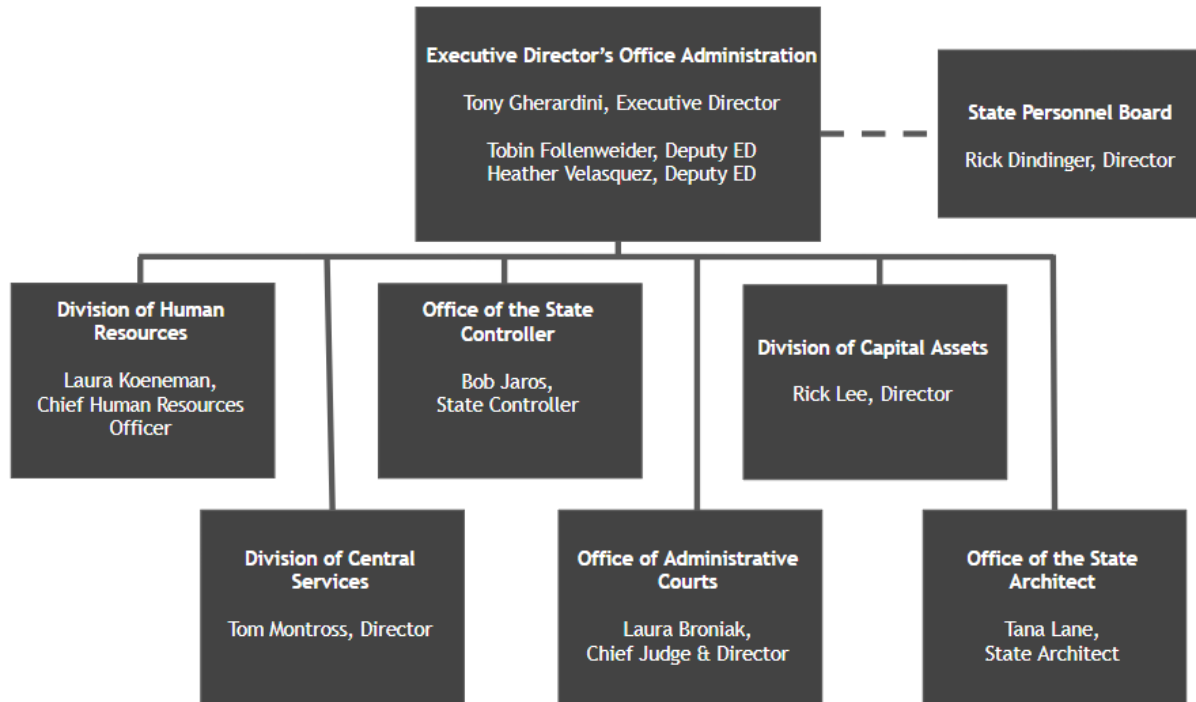 Executive Director’s Office Administration
Tony Gherardini, Executive Director
Tobin Follenweider, Deputy ED
Heather Velasquez, Deputy ED
State Personnel Board
Rick Dindinger, Director
Division of Human
Resources
Laura Koeneman,
Chief Human Resources
Officer
Office of the State
Controller
Bob Jaros,
State Controller
Division of Capital Assets
Rick Lee, Director
Division of Central
Services
Tom Montross, Director
Office of Administrative
Courts
Laura Broniak,
Chief Judge & Director
Office of the State
Architect
Tana Lane,
State Architect